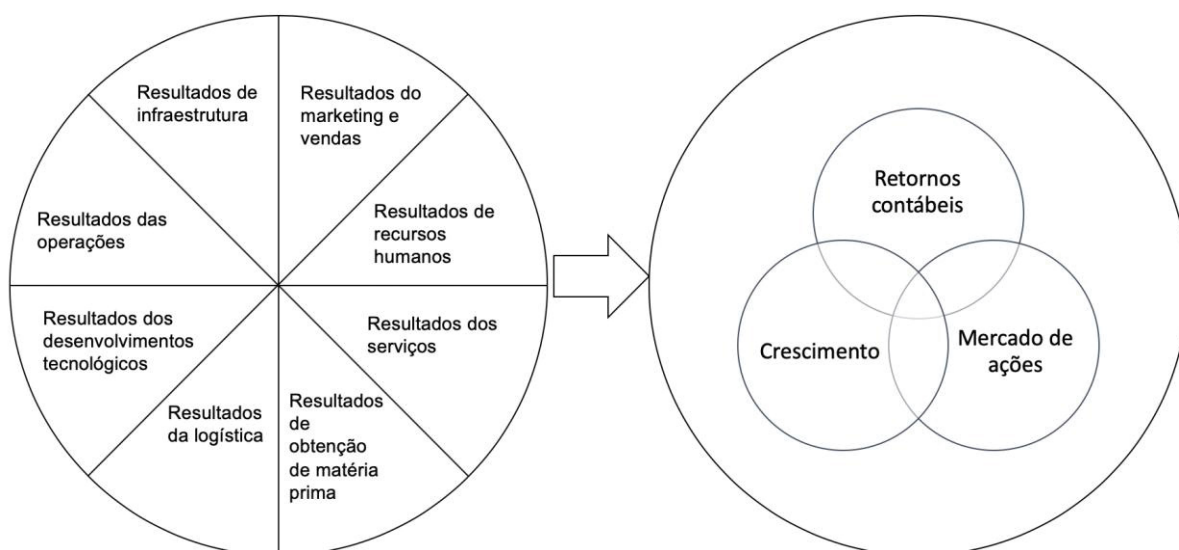 Resultados de
infraestrutura
Resultados do
marketing e
vendas
Resultados das
operações
Resultados de
recursos
humanos
Resultados dos
desenvolvimentos
tecnológicos
Resultados dos
serviços
Resultados
da logística
Resultados
de
obtenção
de matéria
prima
Retornos
contábeis
Crescimento
Mercado de
ações